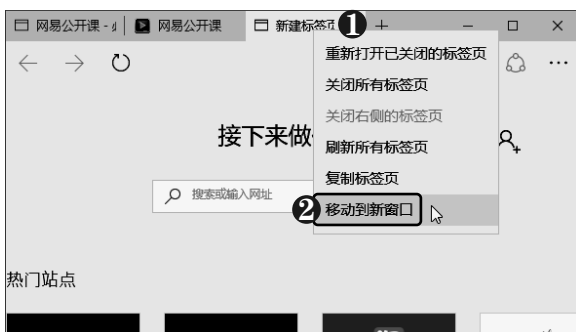 网易公开课 - 网易公开课 新建标签页 ❶
重新打开已关闭的标签页
关闭所有标签页
关闭右侧的标签页
接下来做
刷新所有标签页
复制标签页
搜索或输入网址
❷ 移动到新窗口
热门站点